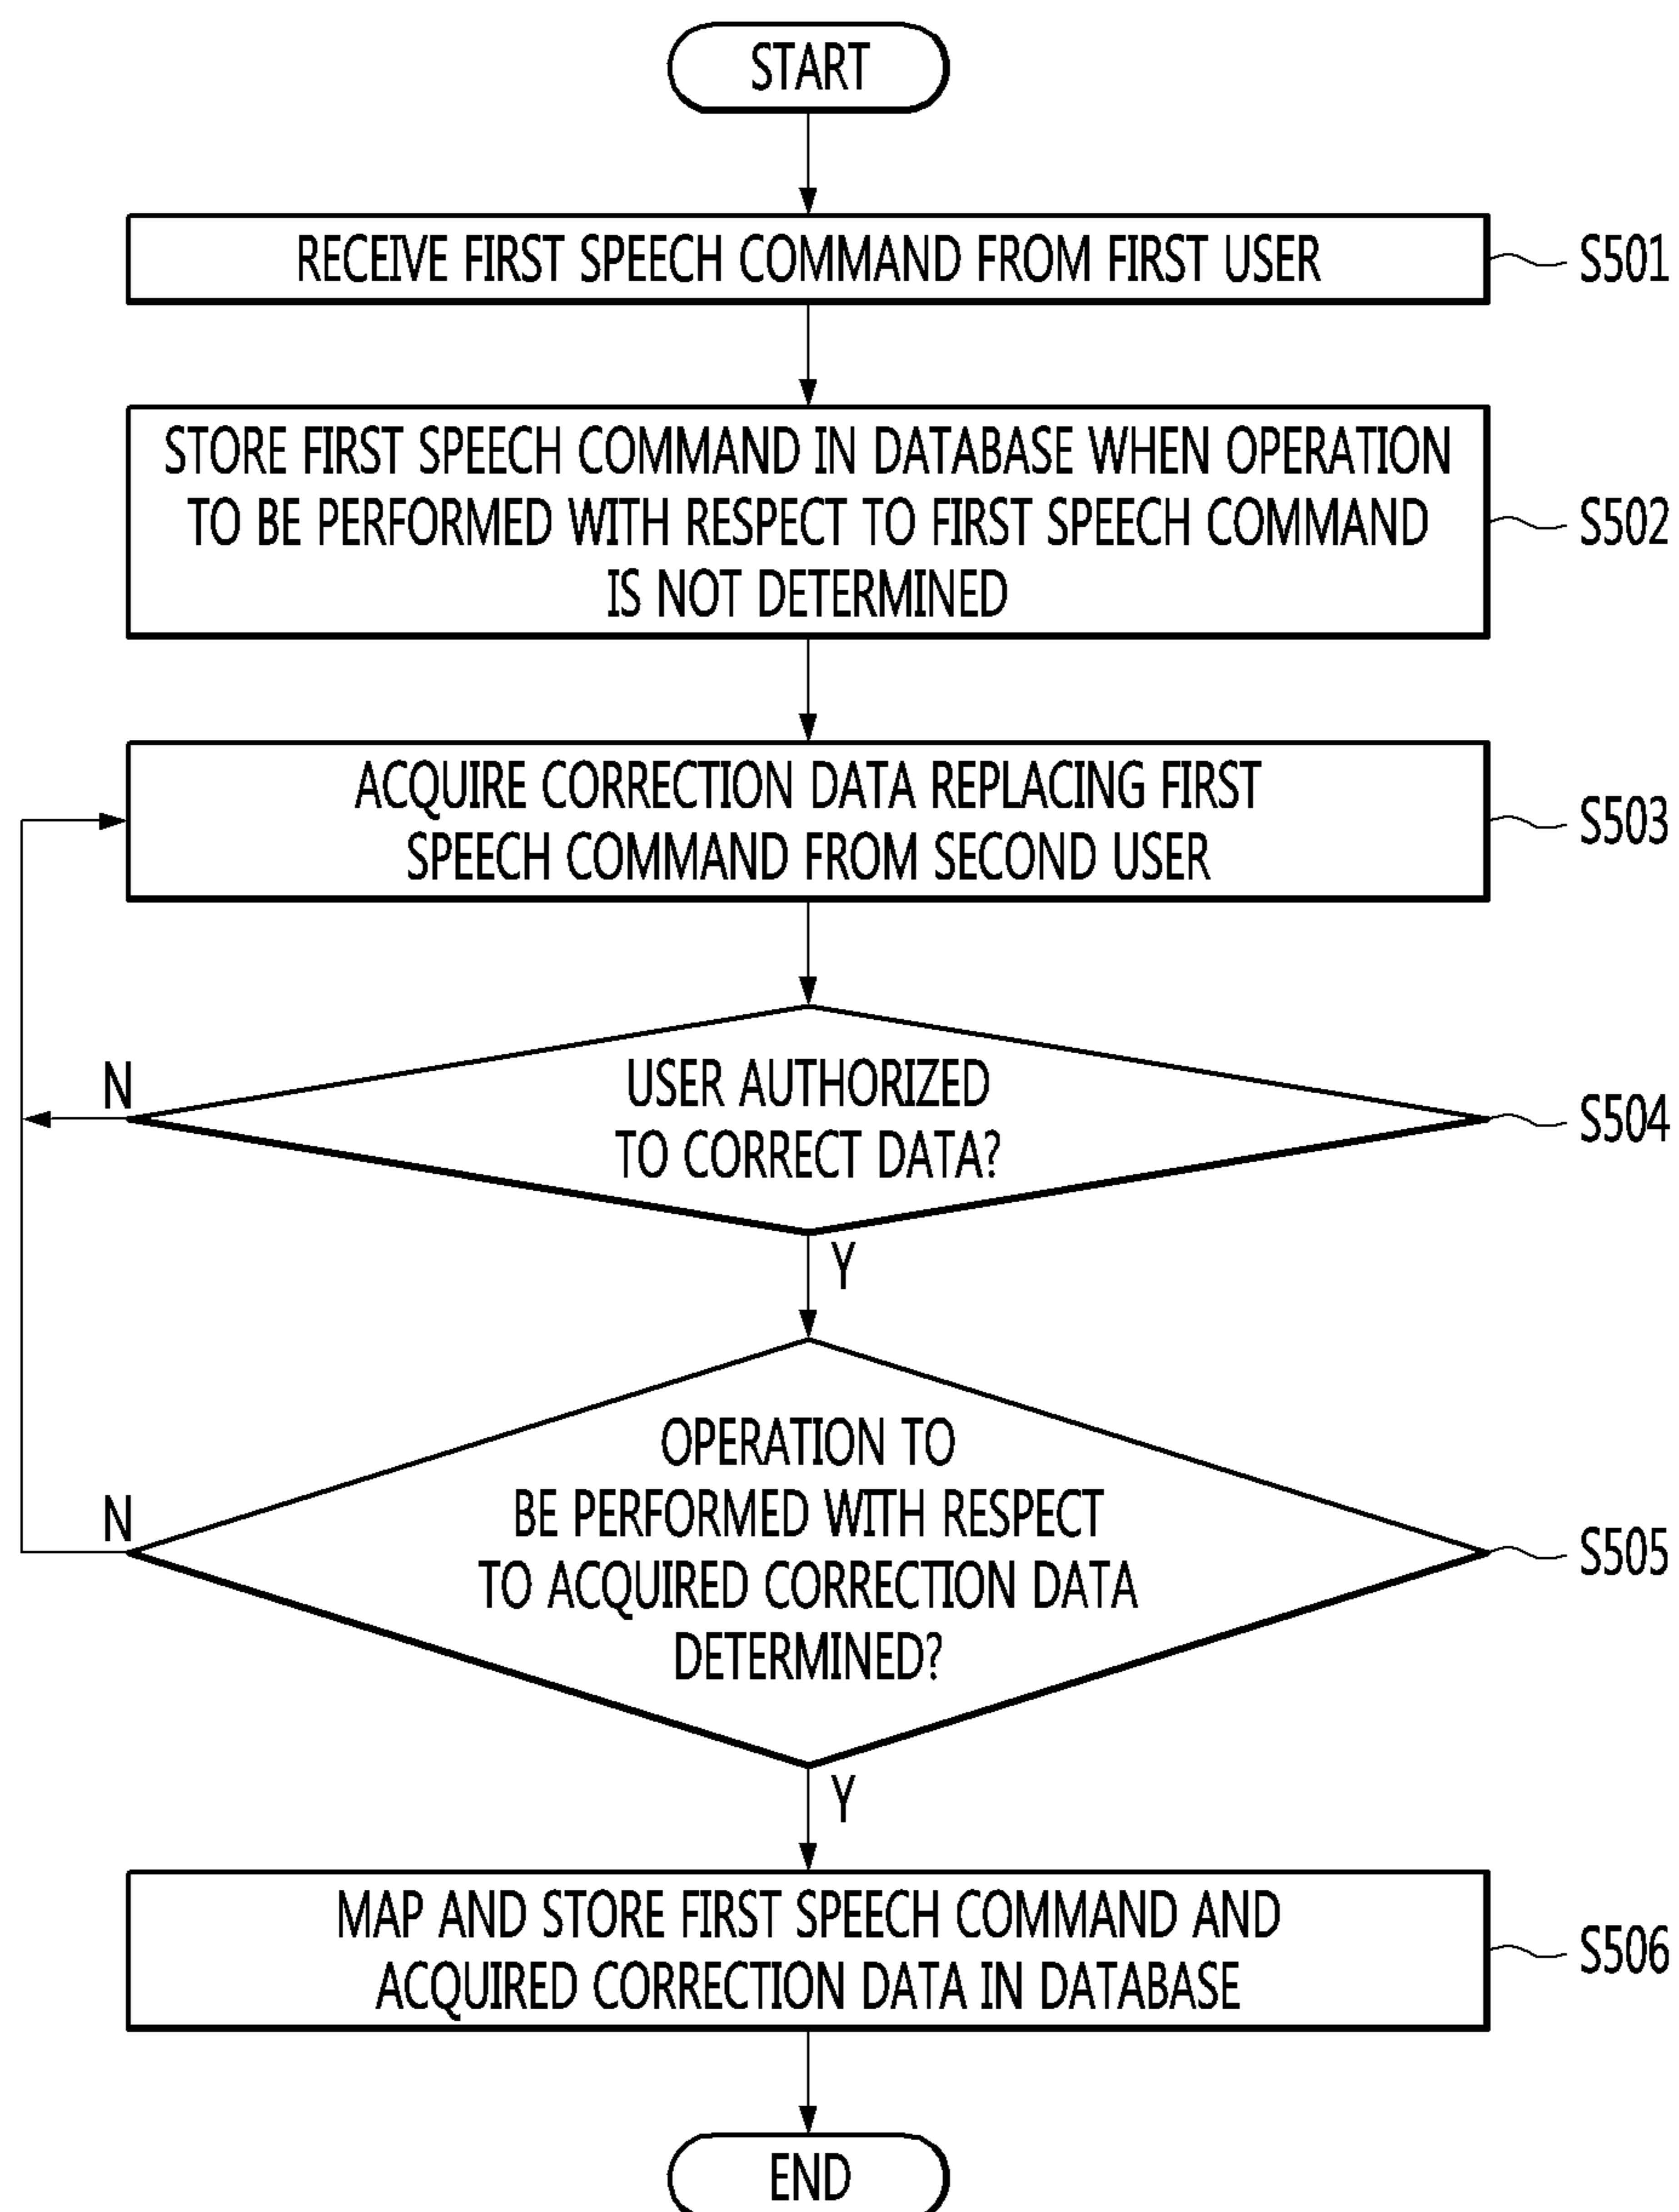 START
RECEIVE FIRST SPEECH COMMAND FROM FIRST USER
S501
STORE FIRST SPEECH COMMAND IN DATABASE WHEN OPERATION
TO BE PERFORMED WITH RESPECT TO FIRST SPEECH COMMAND
IS NOT DETERMINED
S502
ACQUIRE CORRECTION DATA REPLACING FIRST
SPEECH COMMAND FROM SECOND USER
S503
USER AUTHORIZED
TO CORRECT DATA?
S504
N
Y
OPERATION TO
BE PERFORMED WITH RESPECT
TO ACQUIRED CORRECTION DATA
DETERMINED?
S505
N
Y
MAP AND STORE FIRST SPEECH COMMAND AND
ACQUIRED CORRECTION DATA IN DATABASE
S506
END